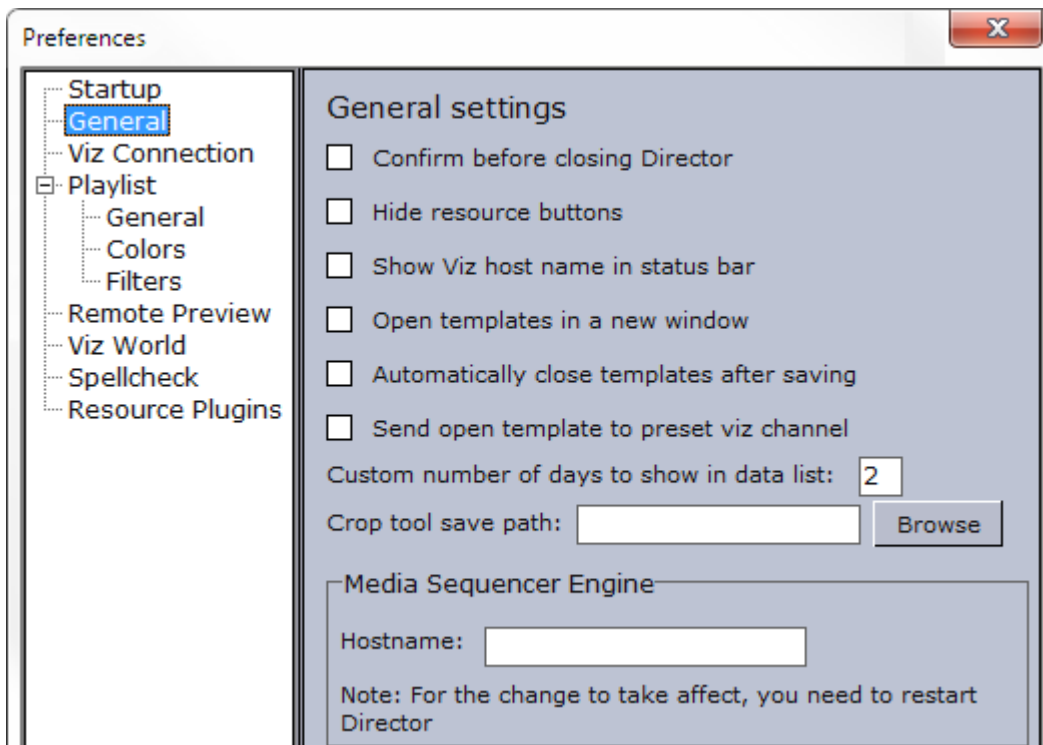 Preferences
Startup
General
Viz Connection
Playlist
General
Colors
Filters
Remote Preview
Viz World
Spellcheck
Resource Plugins
General settings
Confirm before closing Director
Hide resource buttons
Show Viz host name in status bar
Open templates in a new window
Automatically close templates after saving
Send open template to preset viz channel
Custom number of days to show in data list: 2
Crop tool save path: Browse
Media Sequencer Engine
Hostname:
Note: For the change to take affect, you need to restart
Director